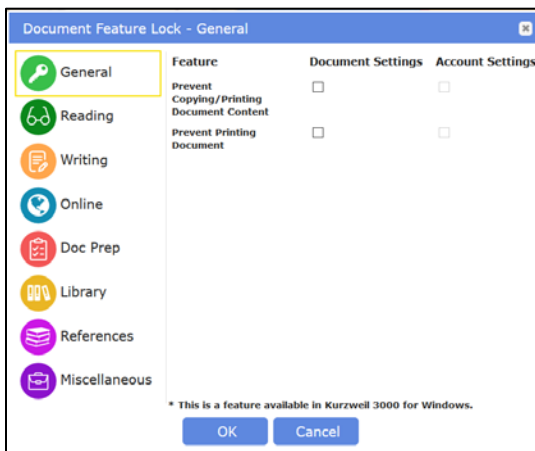 Document Feature Lock - General
General
Reading
Writing
Online
Doc Prep
Library
References
Miscellaneous
Feature Document Settings Account Settings
Prevent
Copying/Printing
Document Content
Prevent Printing
Document
* This is a feature available in Kurzweil 3000 for Windows.
OK Cancel